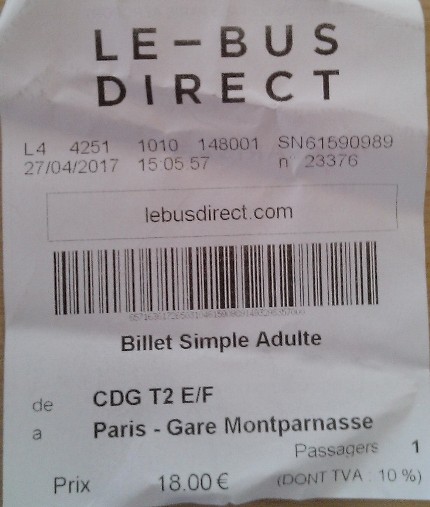 LE-BUS
DIRECT
L4 4251 1010 148001 SN61590989
27/04/2017 15:05.57 n° 23376
lebusdirect.com
Billet Simple Adulte
de CDG T2 E/F
a Paris - Gare Montparnasse
Passagers 1
Prix 18.00 € (DONT TVA : 10 %)